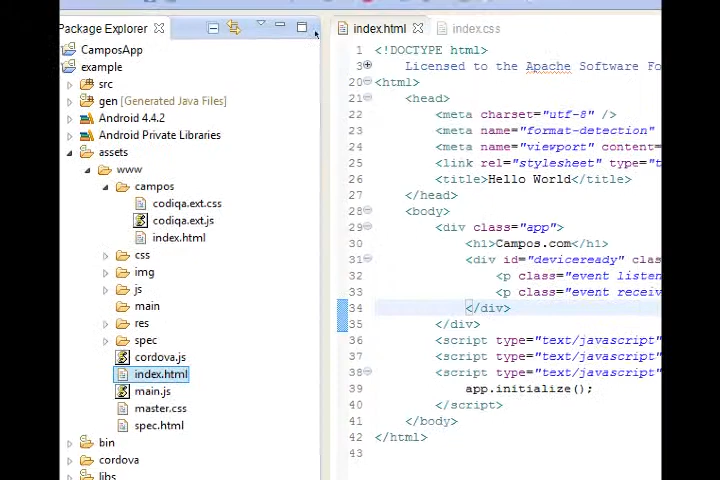 Package Explorer
CamposApp
example
src
gen [Generated Java Files]
Android 4.4.2
Android Private Libraries
assets
www
campos
codiqa.ext.css
codiqa.ext.js
index.html
css
img
js
main
res
spec
cordova.js
index.html
main.js
master.css
spec.html
bin
cordova
libs
index.html
index.css
1 <!DOCTYPE html>
3 Licensed to the Apache Software Fo
20 <html>
21 <head>
22 <meta charset="utf-8" />
23 <meta name="format-detection"
24 <meta name="viewport" content=
25 <link rel="stylesheet" type="t
26 <title>Hello World</title>
27 </head>
28 <body>
29 <div class="app">
30 <h1>Campos.com</h1>
31 <div id="deviceready" clas
32 <p class="event listen
33 <p class="event receiv
34 </div>
35 </div>
36 <script type="text/javascript"
37 <script type="text/javascript"
38 <script type="text/javascript"
39 app.initialize();
40 </script>
41 </body>
42 </html>
43